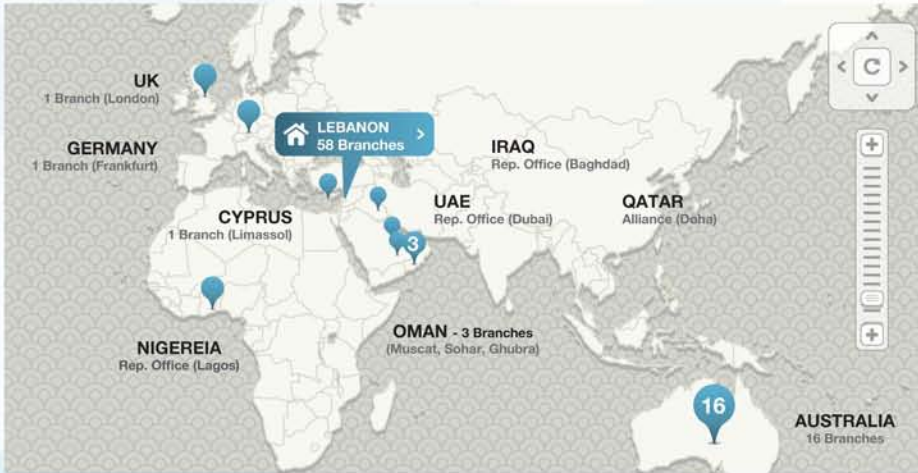 UK
1 Branch (London)
GERMANY
1 Branch (Frankfurt)
LEBANON
58 Branches
IRAQ
Rep. Office (Baghdad)
CYPRUS
1 Branch (Limassol)
UAE
Rep. Office (Dubai)
QATAR
Alliance (Doha)
3
NIGEREIA
Rep. Office (Lagos)
OMAN - 3 Branches
(Muscat, Sohar, Ghubra)
16
AUSTRALIA
16 Branches